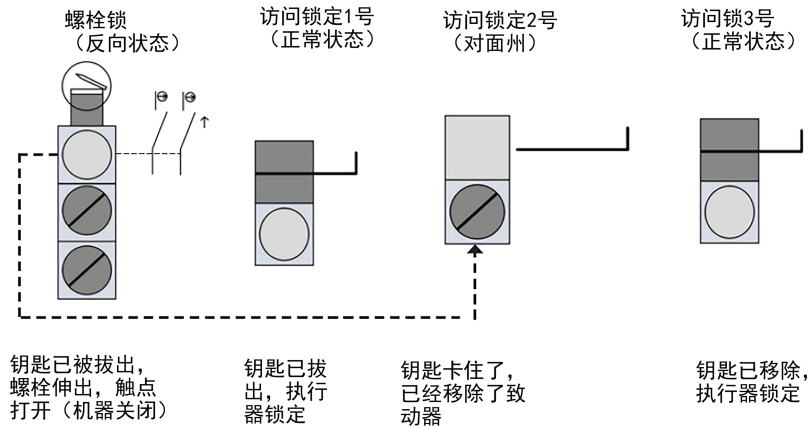 螺栓锁
（反向状态）
访问锁定1号
（正常状态）
访问锁定2号
（对面州）
访问锁3号
（正常状态）
钥匙已被拔出，
螺栓伸出，触点
打开（机器关闭）
钥匙已拔
出，执行
器锁定
钥匙卡住了，
已经移除了致
动器
钥匙已移除，
执行器锁定